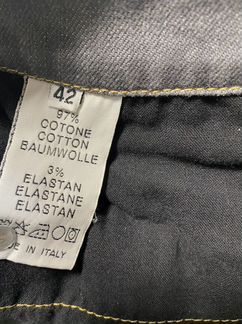 42
97%
COTONE
COTTON
BAUMWOLLE
3%
ELASTAN
ELASTANE
ELASTAN
IN ITALY